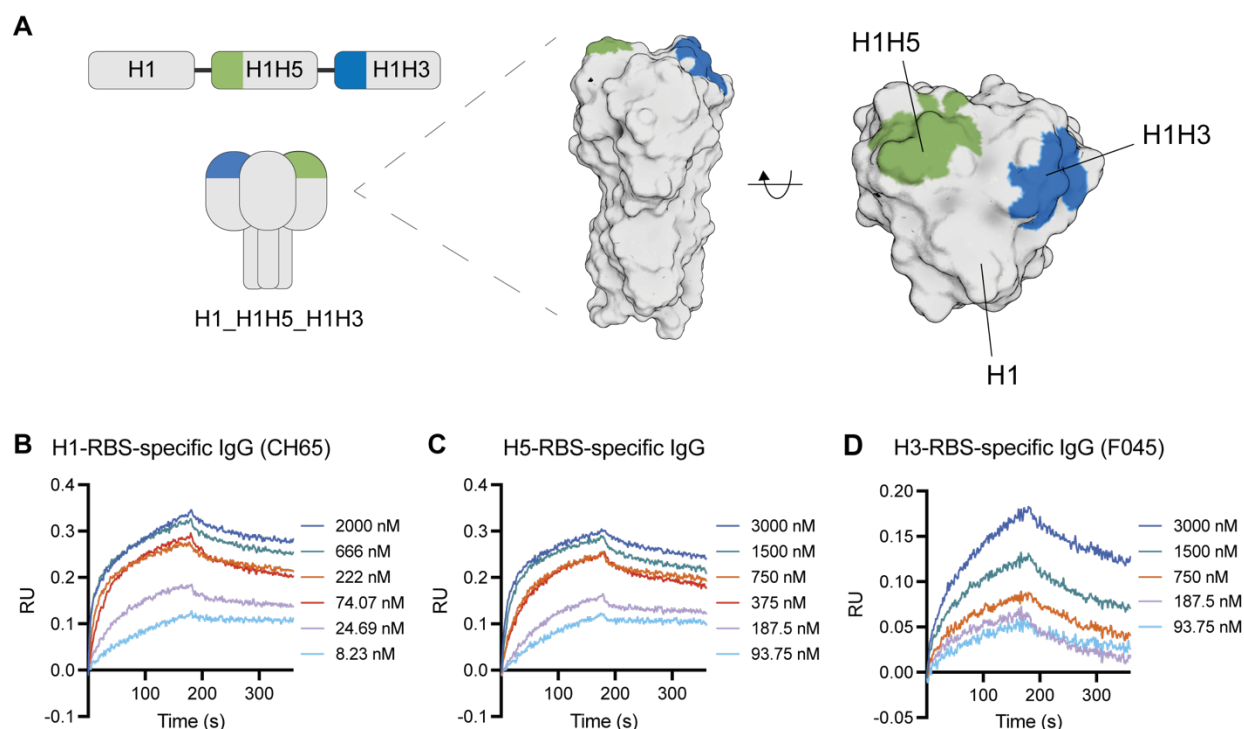 A
H1
H1H5
H1H3
H1_H1H5_H1H3
H1H5
H1H3
H1
B H1-RBS-specific IgG (CH65)
0.4
0.3
0.2
0.1
0.0
-0.1
RU
100 200 300
Time (s)
2000 nM
666 nM
222 nM
74.07 nM
24.69 nM
8.23 nM
C H5-RBS-specific IgG
0.4
0.3
0.2
0.1
0.0
-0.1
RU
100 200 300
Time (s)
3000 nM
1500 nM
750 nM
375 nM
187.5 nM
93.75 nM
D H3-RBS-specific IgG (F045)
0.20
0.15
0.10
0.05
0.00
-0.05
RU
100 200 300
Time (s)
3000 nM
1500 nM
750 nM
187.5 nM
93.75 nM